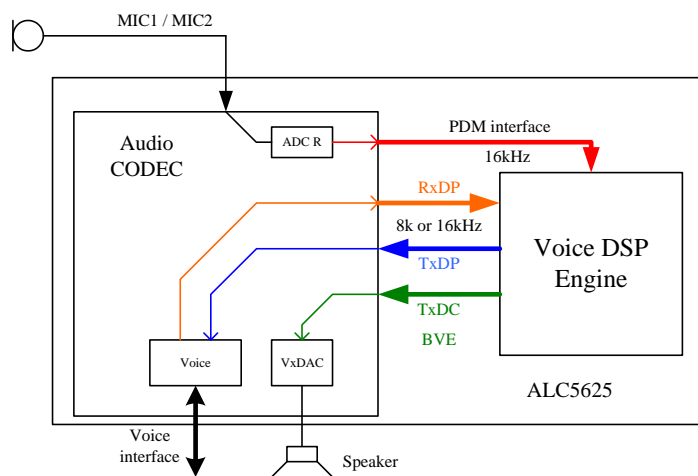 MIC1 / MIC2
Audio
CODEC
ADC R
PDM interface
16kHz
RxDP
8k or 16kHz
TxDP
Voice DSP
Engine
TxDC
BVE
Voice
VxDAC
ALC5625
Voice
interface
Speaker